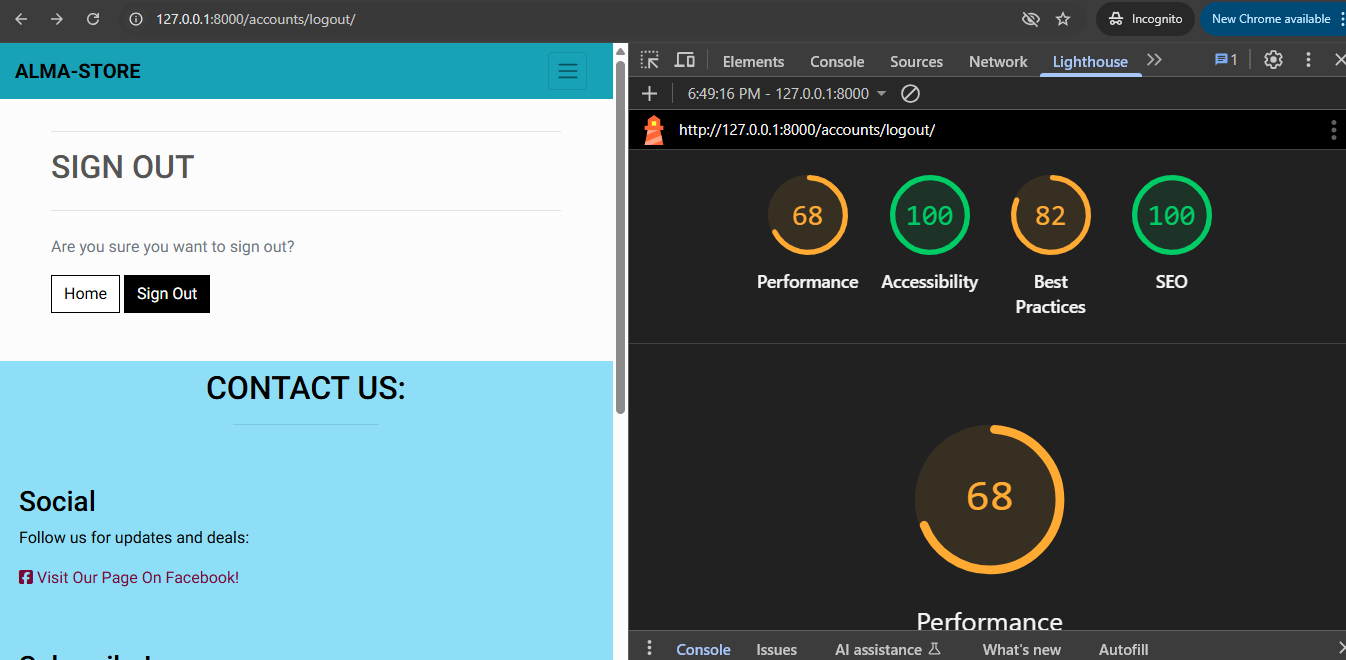 127.0.0.1:8000/accounts/logout/
Incognito
New Chrome available
ALMA-STORE
SIGN OUT
Are you sure you want to sign out?
Home
Sign Out
CONTACT US:
Social
Follow us for updates and deals:
Visit Our Page On Facebook!
Elements
Console
Sources
Network
Lighthouse
1
6:49:16 PM - 127.0.0.1:8000
http://127.0.0.1:8000/accounts/logout/
68
100
82
100
Performance
Accessibility
Best
Practices
SEO
68
Performance
Console
Issues
AI assistance
What's new
Autofill